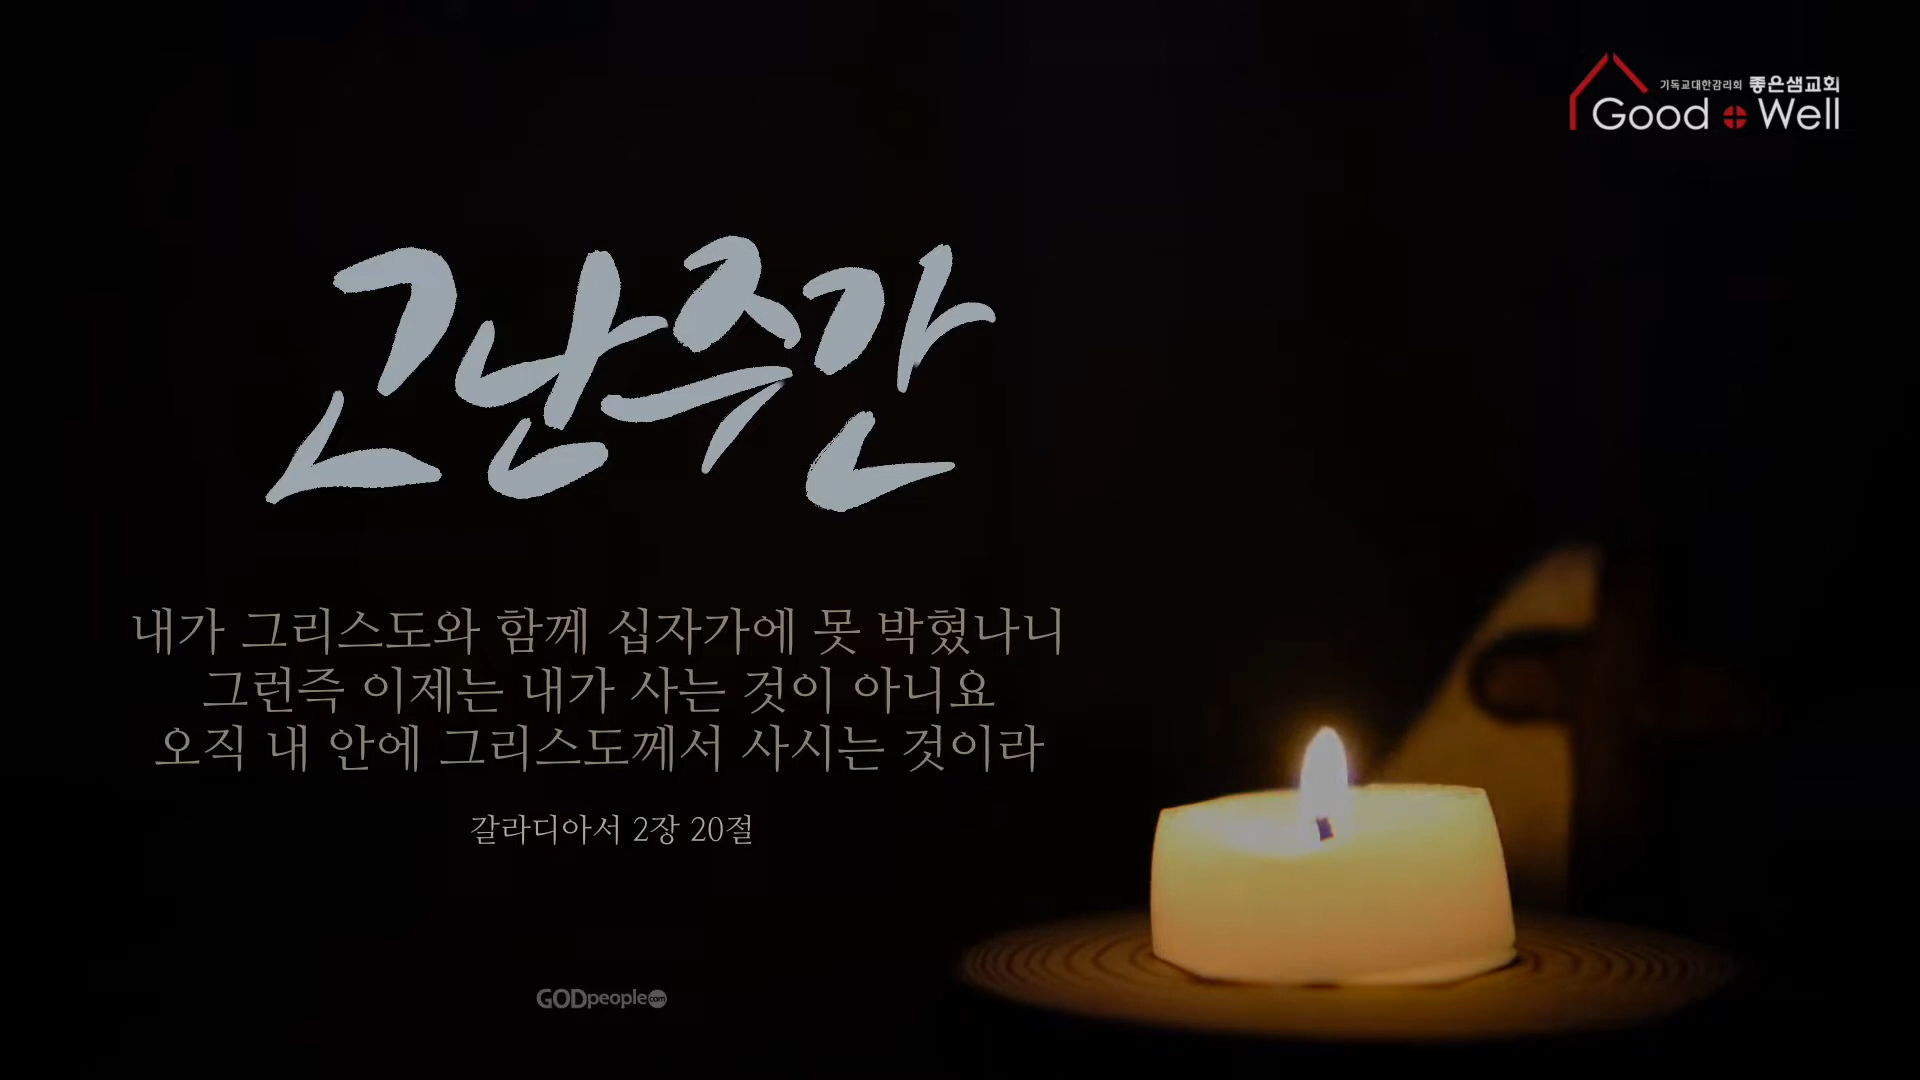 기독교대한감리회 좋은샘교회
Good Well
고난주간
내가 그리스도와 함께 십자가에 못 박혔나니
그런즉 이제는 내가 사는 것이 아니요
오직 내 안에 그리스도께서 사시는 것이라
갈라디아서 2장 20절
GODpeople.com